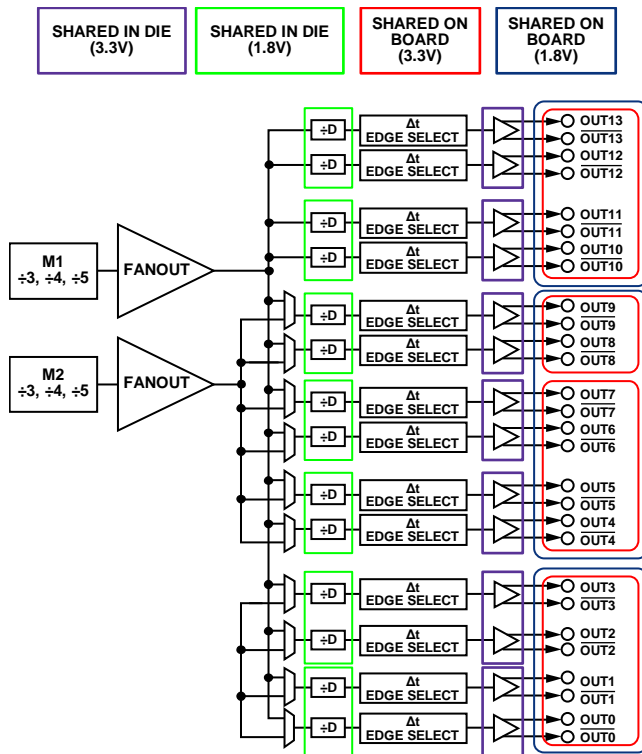 SHARED IN DIE
(3.3V)
SHARED IN DIE
(1.8V)
SHARED ON
BOARD
(3.3V)
SHARED ON
BOARD
(1.8V)
÷D
Δt
EDGE SELECT
OUT13
OUT13
÷D
Δt
EDGE SELECT
OUT12
OUT12
÷D
Δt
EDGE SELECT
OUT11
OUT11
÷D
Δt
EDGE SELECT
OUT10
OUT10
M1
÷3, ÷4, ÷5
FANOUT
÷D
Δt
EDGE SELECT
OUT9
OUT9
÷D
Δt
EDGE SELECT
OUT8
OUT8
M2
÷3, ÷4, ÷5
FANOUT
÷D
Δt
EDGE SELECT
OUT7
OUT7
÷D
Δt
EDGE SELECT
OUT6
OUT6
÷D
Δt
EDGE SELECT
OUT5
OUT5
÷D
Δt
EDGE SELECT
OUT4
OUT4
÷D
Δt
EDGE SELECT
OUT3
OUT3
÷D
Δt
EDGE SELECT
OUT2
OUT2
÷D
Δt
EDGE SELECT
OUT1
OUT1
÷D
Δt
EDGE SELECT
OUT0
OUT0